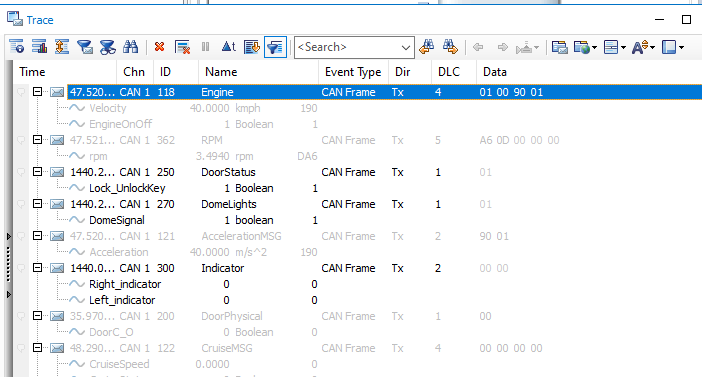 Trace
<Search>
Time Chn ID Name Event Type Dir DLC Data
47.520... CAN 1 118 Engine CAN Frame Tx 4 01 00 90 01
Velocity 40.0000 kmph 190
EngineOnOff 1 Boolean 1
47.521... CAN 1 362 RPM CAN Frame Tx 5 A6 0D 00 00 00
rpm 3.4940 rpm DA6
1440.2... CAN 1 250 DoorStatus CAN Frame Tx 1 01
Lock_UnlockKey 1 Boolean 1
1440.2... CAN 1 270 DomeLights CAN Frame Tx 1 01
DomeSignal 1 boolean 1
47.520... CAN 1 121 AccelerationMSG CAN Frame Tx 2 90 01
Acceleration 40.0000 m/s^2 190
1440.0... CAN 1 300 Indicator CAN Frame Tx 2 00 00
Right_indicator 0 0
Left_indicator 0 0
35.970... CAN 1 200 DoorPhysical CAN Frame Tx 1 00
DoorC_O 0 Boolean 0
48.290... CAN 1 122 CruiseMSG CAN Frame Tx 4 00 00 00 00
CruiseSpeed 0.0000 0